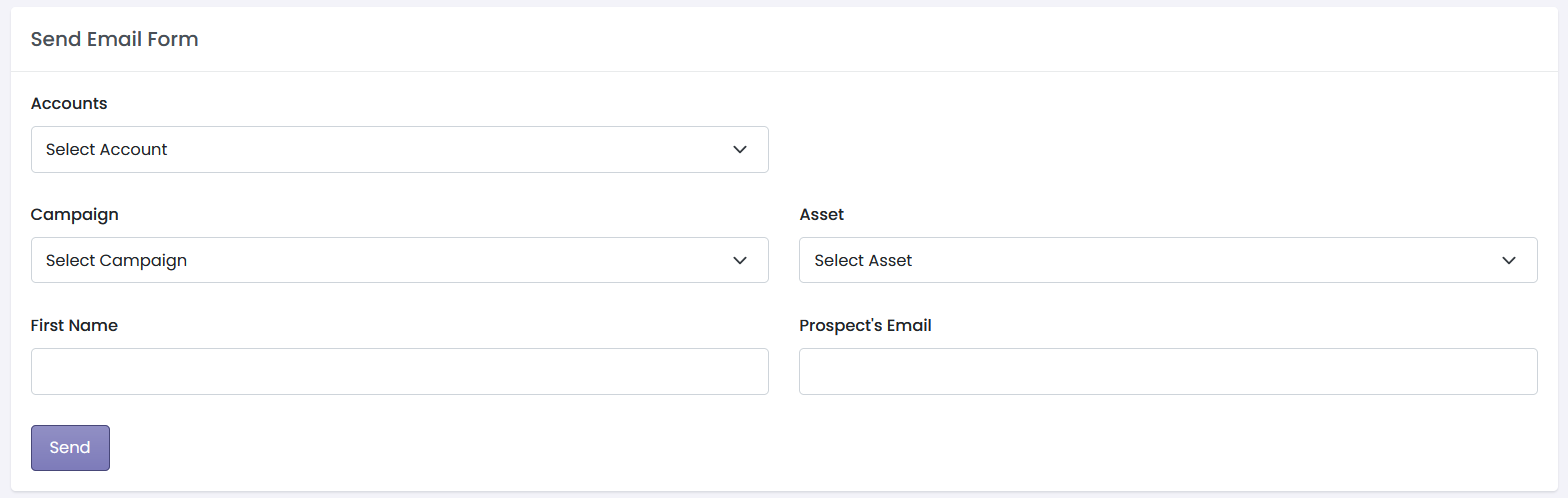 Send Email Form
Accounts
Select Account
Campaign
Asset
Select Campaign
Select Asset
First Name
Prospect's Email
Send